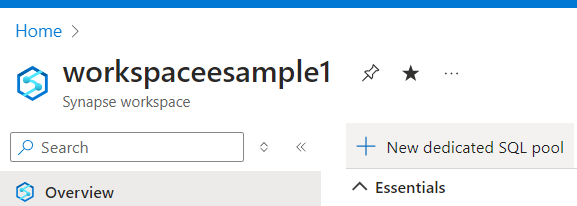 Home
workspaceesample1
Synapse workspace
Search
New dedicated SQL pool
Overview
Essentials